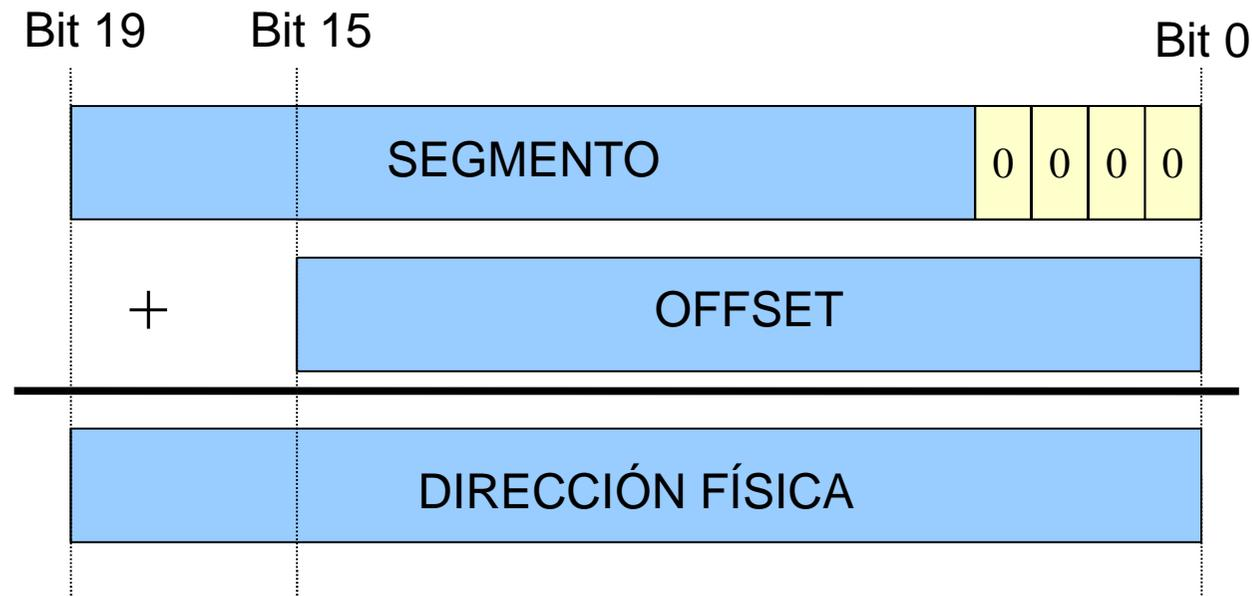 Bit 19 Bit 15 Bit 0
SEGMENTO 0 0 0 0
+ OFFSET
DIRECCIÓN FÍSICA